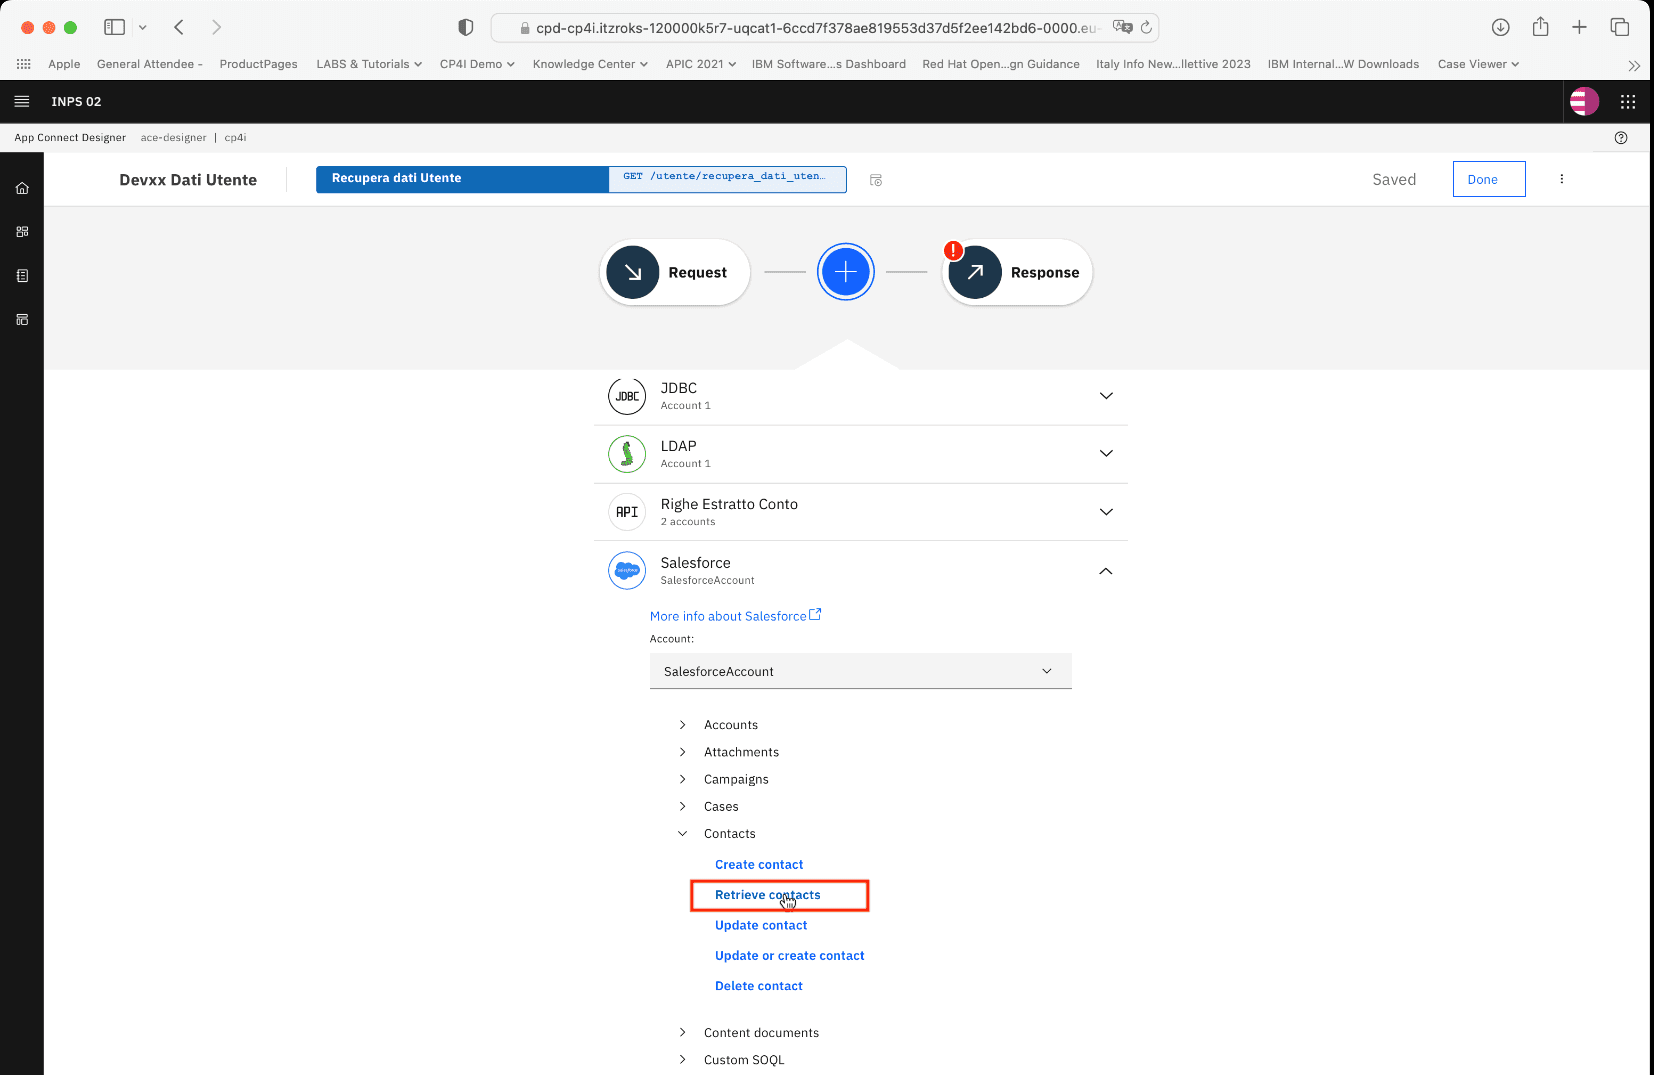 cpd-cp4i.itzroks-120000k5r7-uqcat1-6ccd7f378ae819553d37d5f2ee142bd6-0000.eu-
Apple General Attendee - ProductPages LABS & Tutorials CP4I Demo Knowledge Center APIC 2021 IBM Software...s Dashboard Red Hat Open...gn Guidance Italy Info New...llettive 2023 IBM Internal...W Downloads Case Viewer
INPS 02
App Connect Designer ace-designer | cp4i
Devxx Dati Utente Recupera dati Utente GET /utente/recupera_dati_uten... Saved Done
Request ! Response
JDBC JDBC
Account 1
LDAP
Account 1
API Righe Estratto Conto
2 accounts
salesforce Salesforce
SalesforceAccount
More info about Salesforce
Account:
SalesforceAccount
Accounts
Attachments
Campaigns
Cases
Contacts
Create contact
Retrieve contacts
Update contact
Update or create contact
Delete contact
Content documents
Custom SOQL